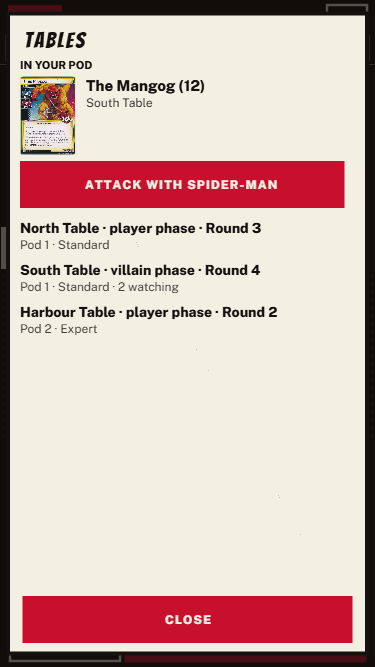 TABLES
IN YOUR POD
The Mangog (12)
South Table
ATTACK WITH SPIDER-MAN
North Table · player phase · Round 3
Pod 1 · Standard
South Table · villain phase · Round 4
Pod 1 · Standard · 2 watching
Harbour Table · player phase · Round 2
Pod 2 · Expert
CLOSE